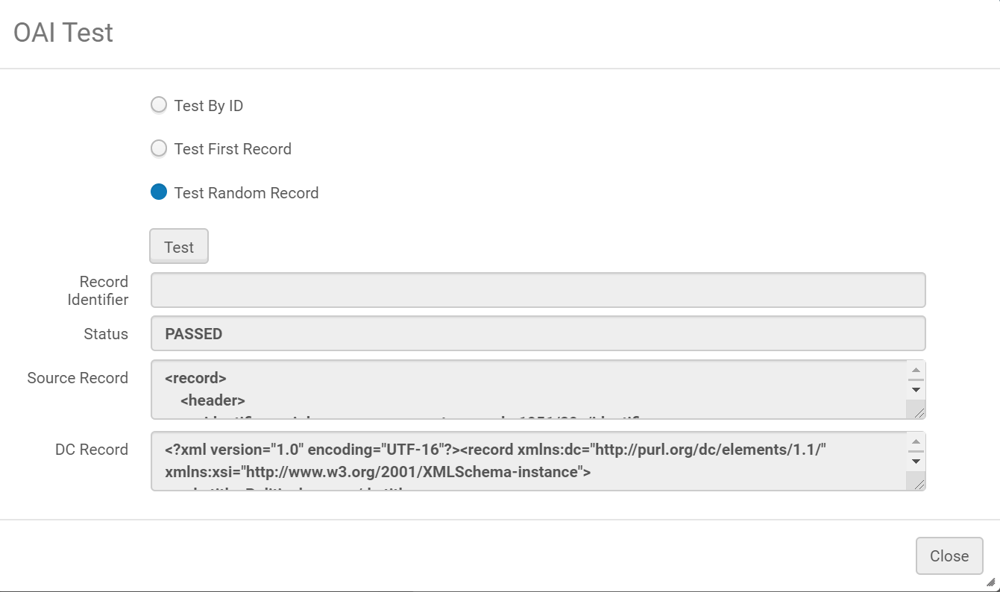 OAI Test
Test By ID
Test First Record
Test Random Record
Test
Record
Identifier
Status
PASSED
Source Record
<record>
<header>
DC Record
<?xml version="1.0" encoding="UTF-16"?><record xmlns:dc="http://purl.org/dc/elements/1.1/"
xmlns:xsi="http://www.w3.org/2001/XMLSchema-instance">
Close